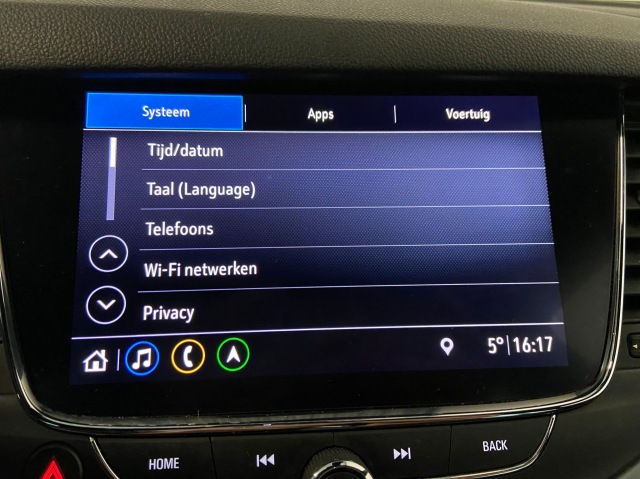 Systeem Apps Voertuig
Tijd/datum
Taal (Language)
Telefoons
Wi-Fi netwerken
Privacy
5° 16:17
HOME BACK